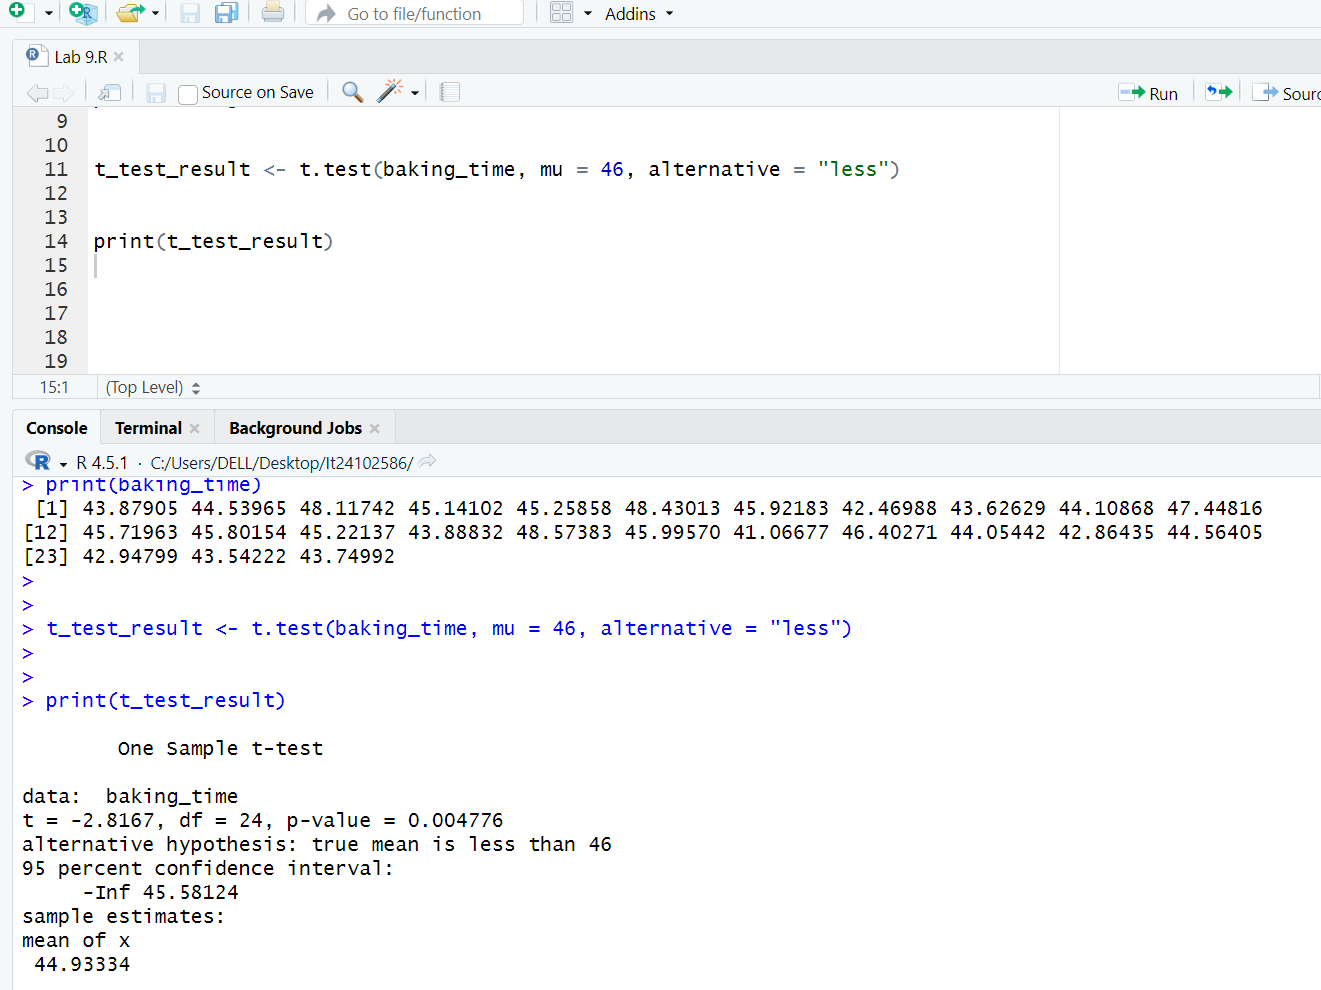 Go to file/function
Addins
Lab 9.R
Source on Save
Run
9
10
11 t_test_result <- t.test(baking_time, mu = 46, alternative = "less")
12
13
14 print(t_test_result)
15
16
17
18
19
15:1 (Top Level)
Console Terminal Background Jobs
R 4.5.1 · C:/Users/DELL/Desktop/It24102586/
> print(baking_time)
[1] 43.87905 44.53965 48.11742 45.14102 45.25858 48.43013 45.92183 42.46988 43.62629 44.10868 47.44816
[12] 45.71963 45.80154 45.22137 43.88832 48.57383 45.99570 41.06677 46.40271 44.05442 42.86435 44.56405
[23] 42.94799 43.54222 43.74992
>
>
> t_test_result <- t.test(baking_time, mu = 46, alternative = "less")
>
>
> print(t_test_result)
One Sample t-test
data:  baking_time
t = -2.8167, df = 24, p-value = 0.004776
alternative hypothesis: true mean is less than 46
95 percent confidence interval:
-Inf 45.58124
sample estimates:
mean of x
44.93334